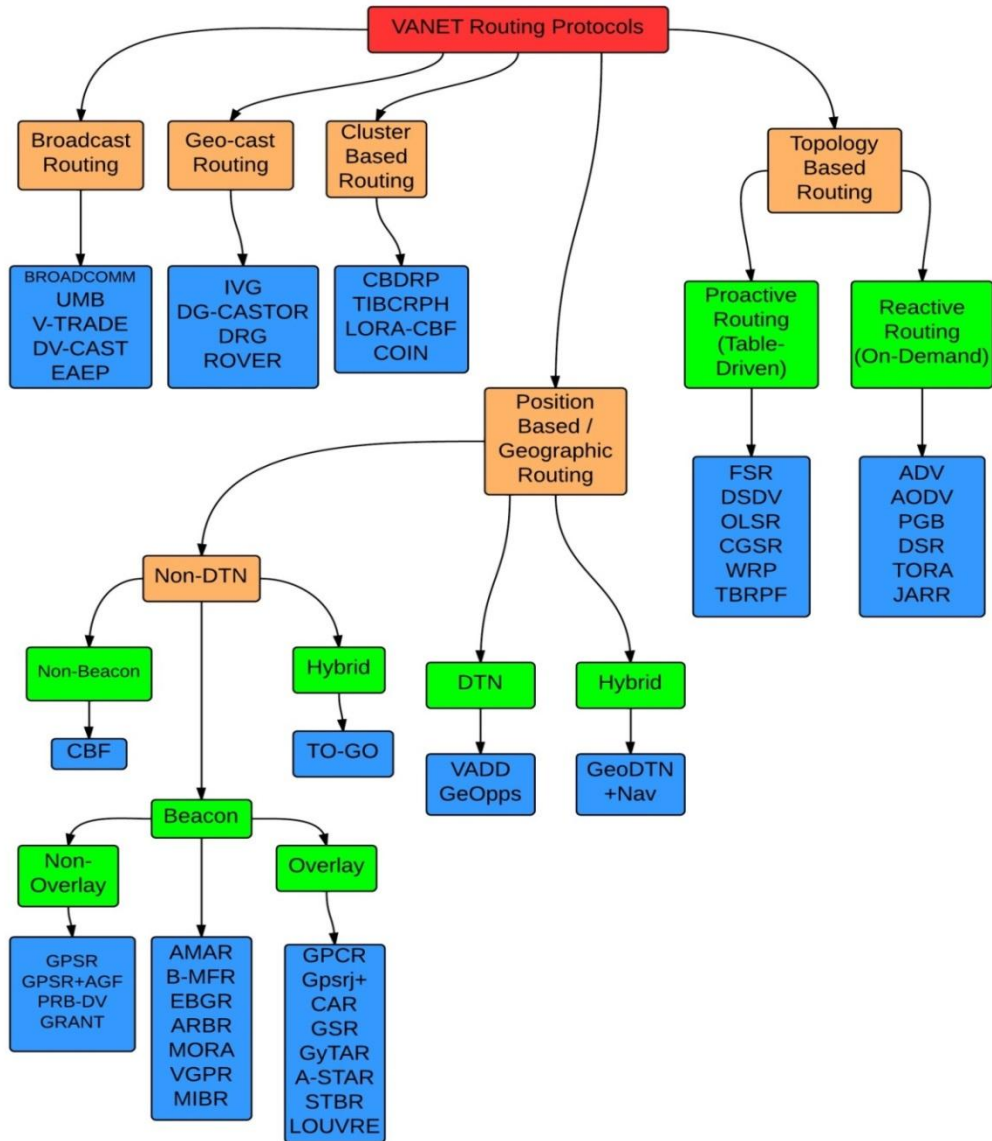 VANET Routing Protocols
Broadcast
Routing
Geo-cast
Routing
Cluster
Based
Routing
Topology
Based
Routing
BROADCOMM
UMB
V-TRADE
DV-CAST
EAEP
IVG
DG-CASTOR
DRG
ROVER
CBDRP
TIBCRPH
LORA-CBF
COIN
Proactive
Routing
(Table-
Driven)
Reactive
Routing
(On-Demand)
Position
Based /
Geographic
Routing
FSR
DSDV
OLSR
CGSR
WRP
TBRPF
ADV
AODV
PGB
DSR
TORA
JARR
Non-DTN
Non-Beacon
Hybrid
DTN
Hybrid
CBF
TO-GO
VADD
GeOpps
GeoDTN
+Nav
Beacon
Non-
Overlay
Overlay
GPSR
GPSR+AGF
PRB-DV
GRANT
AMAR
B-MFR
EBGR
ARBR
MORA
VGPR
MIBR
GPCR
Gpsrj+
CAR
GSR
GyTAR
A-STAR
STBR
LOUVRE